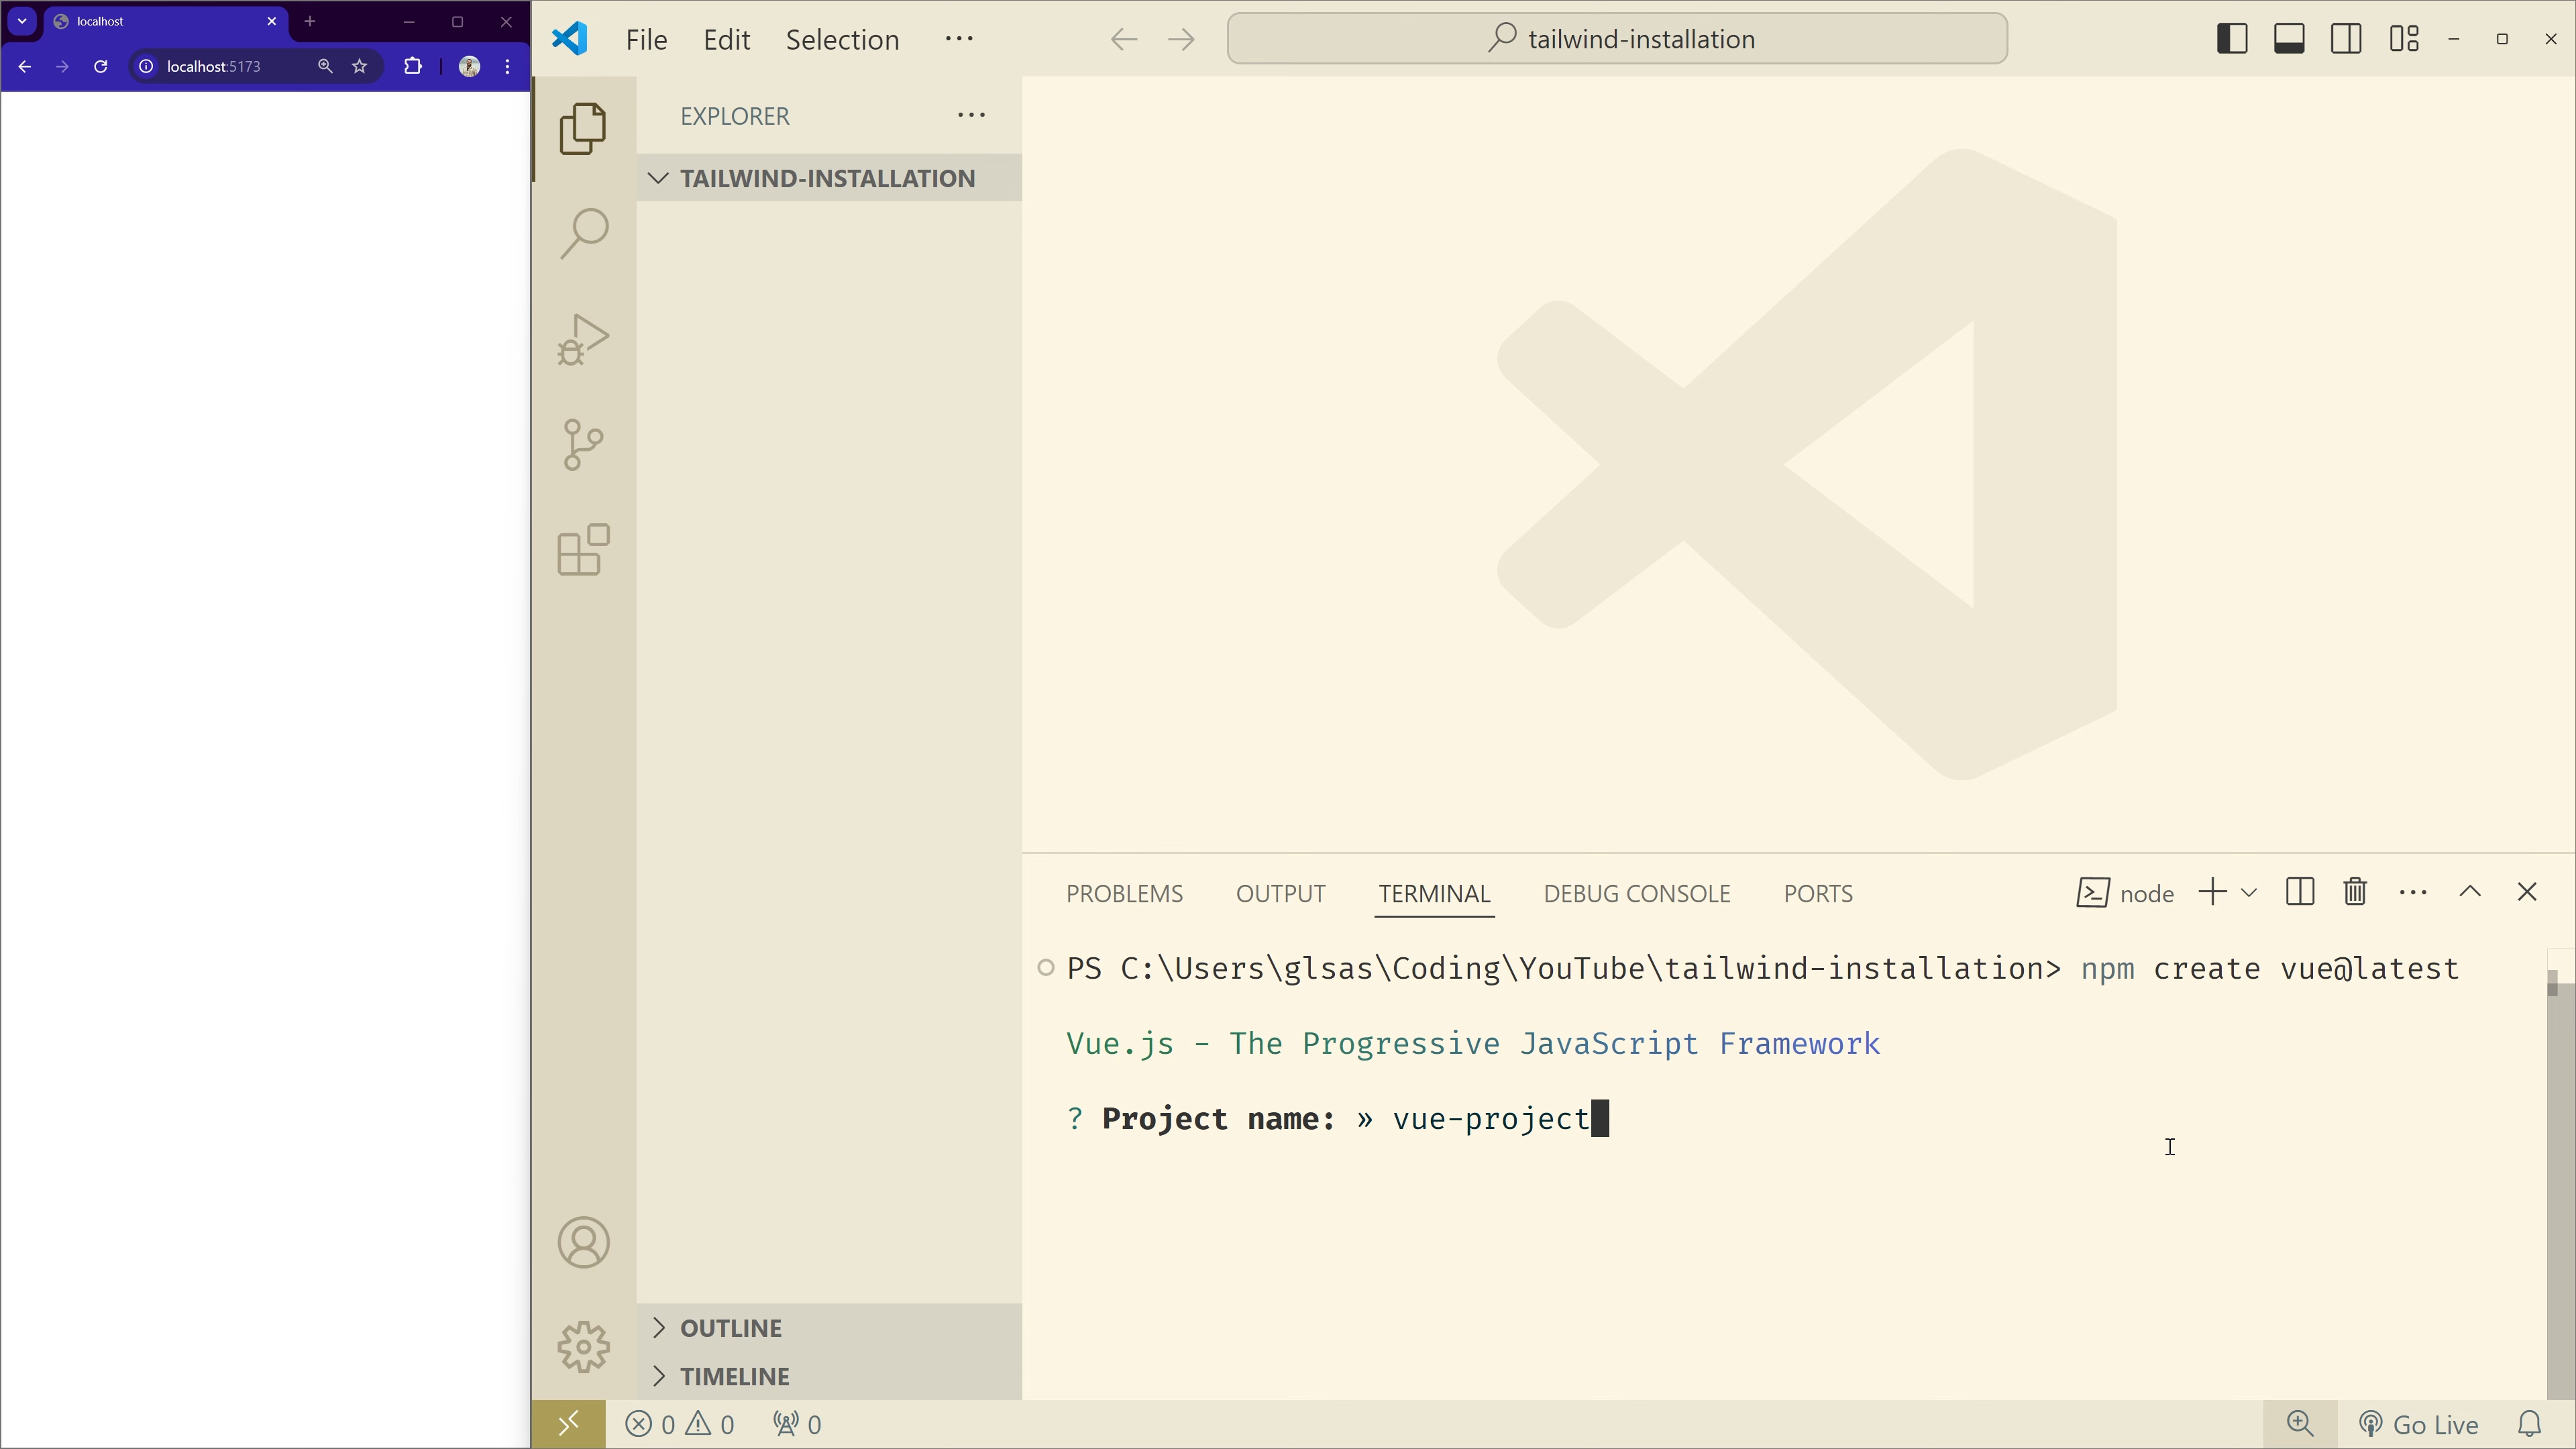 localhost
localhost:5173
File Edit Selection ···
tailwind-installation
EXPLORER
TAILWIND-INSTALLATION
OUTLINE
TIMELINE
PROBLEMS OUTPUT TERMINAL DEBUG CONSOLE PORTS
node
PS C:\Users\glsas\Coding\YouTube\tailwind-installation> npm create vue@latest
Vue.js - The Progressive JavaScript Framework
? Project name: » vue-project
0 0 0
Go Live